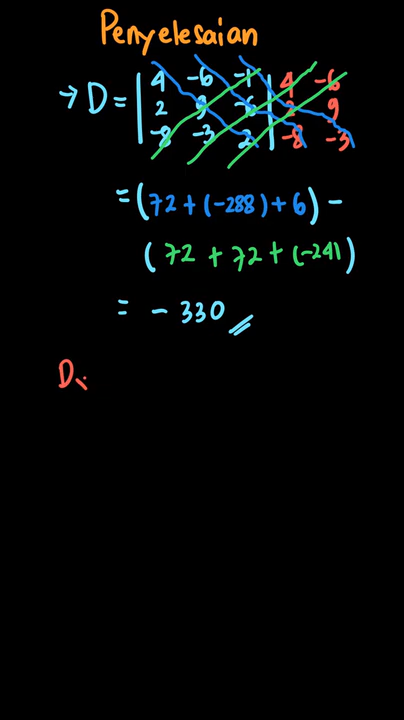 Penyelesaian
→ D = | 4 -6 -1 | 4 -6
2 9 -6 | 2 9
-8 -3 2 | -8 -3
= (72 + (-288) + 6) -
(72 + 72 + (-24))
= - 330
D